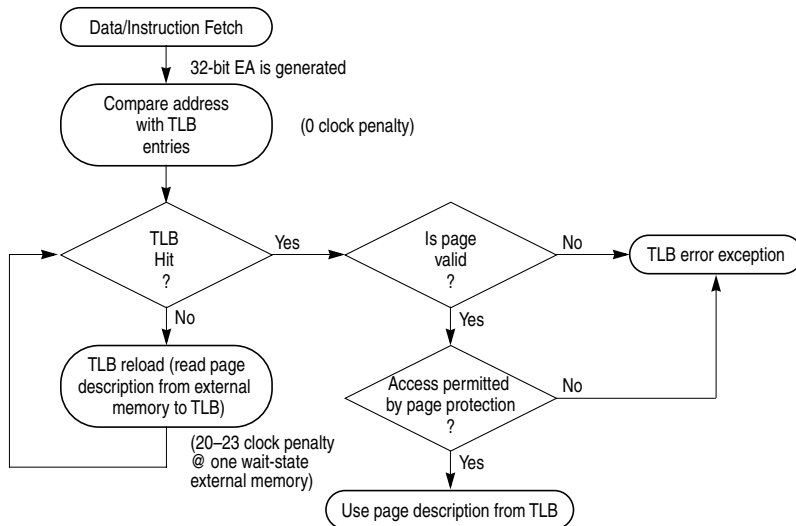 Data/Instruction Fetch
32-bit EA is generated
Compare address
with TLB
entries
(0 clock penalty)
TLB
Hit
?
Yes
Is page
valid
?
No
TLB error exception
No
Yes
TLB reload (read page
description from external
memory to TLB)
Access permitted
by page protection
?
No
(20–23 clock penalty
@ one wait-state
external memory)
Yes
Use page description from TLB